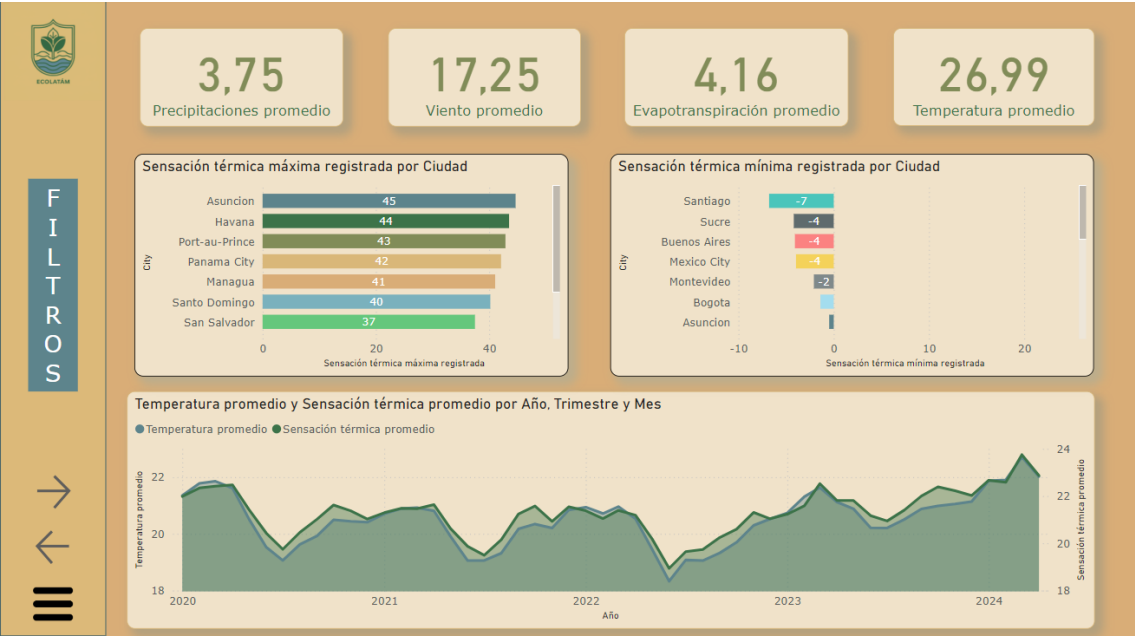 ECOLATAM
FILTROS
3,75
Precipitaciones promedio
17,25
Viento promedio
4,16
Evapotranspiración promedio
26,99
Temperatura promedio
Sensación térmica máxima registrada por Ciudad
City
Asuncion 45
Havana 44
Port-au-Prince 43
Panama City 42
Managua 41
Santo Domingo 40
San Salvador 37
0 20 40
Sensación térmica máxima registrada
Sensación térmica mínima registrada por Ciudad
City
Santiago -7
Sucre -4
Buenos Aires -4
Mexico City -4
Montevideo -2
Bogota
Asuncion
-10 0 10 20
Sensación térmica mínima registrada
Temperatura promedio y Sensación térmica promedio por Año, Trimestre y Mes
Temperatura promedio Sensación térmica promedio
Temperatura promedio
22
20
18
24
22
20
18
Sensación térmica promedio
2020 2021 2022 2023 2024
Año